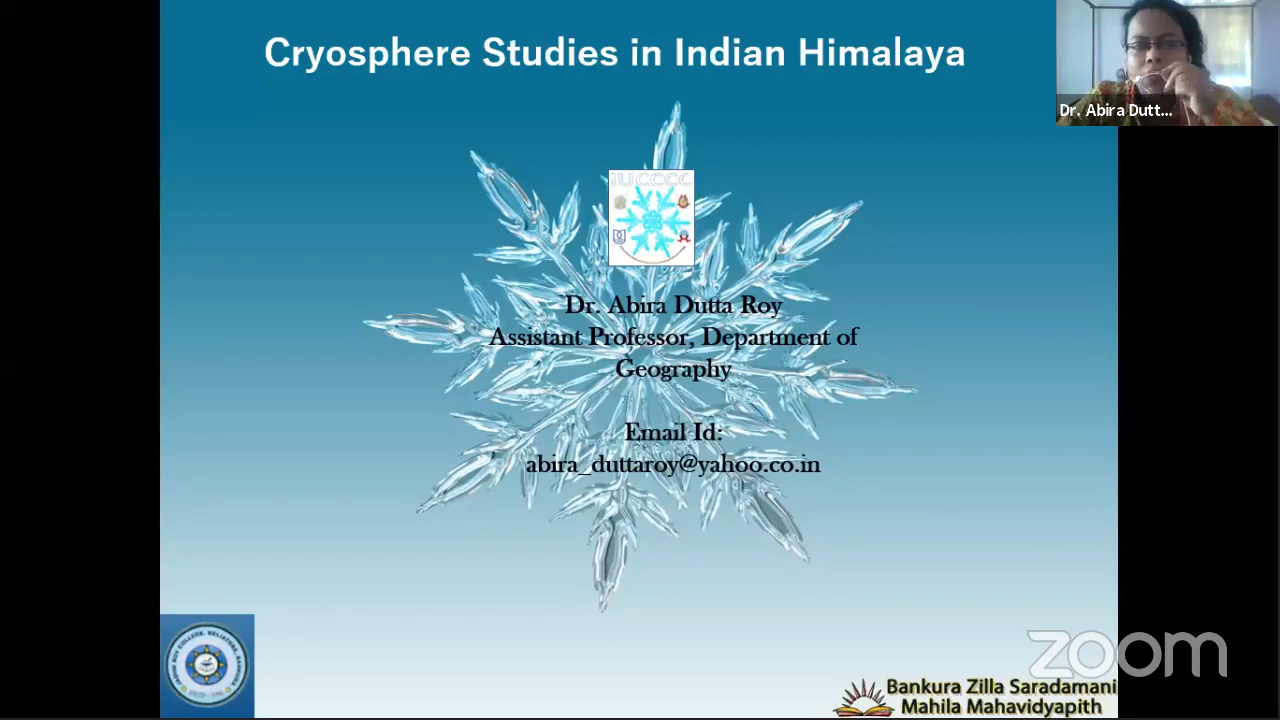 Cryosphere Studies in Indian Himalaya
Dr. Abira Dutt...
IUCCCC
Dr. Abira Dutta Roy
Assistant Professor, Department of
Geography
Email Id:
abira_duttaroy@yahoo.co.in
zoom
Bankura Zilla Saradamani
Mahila Mahavidyapith